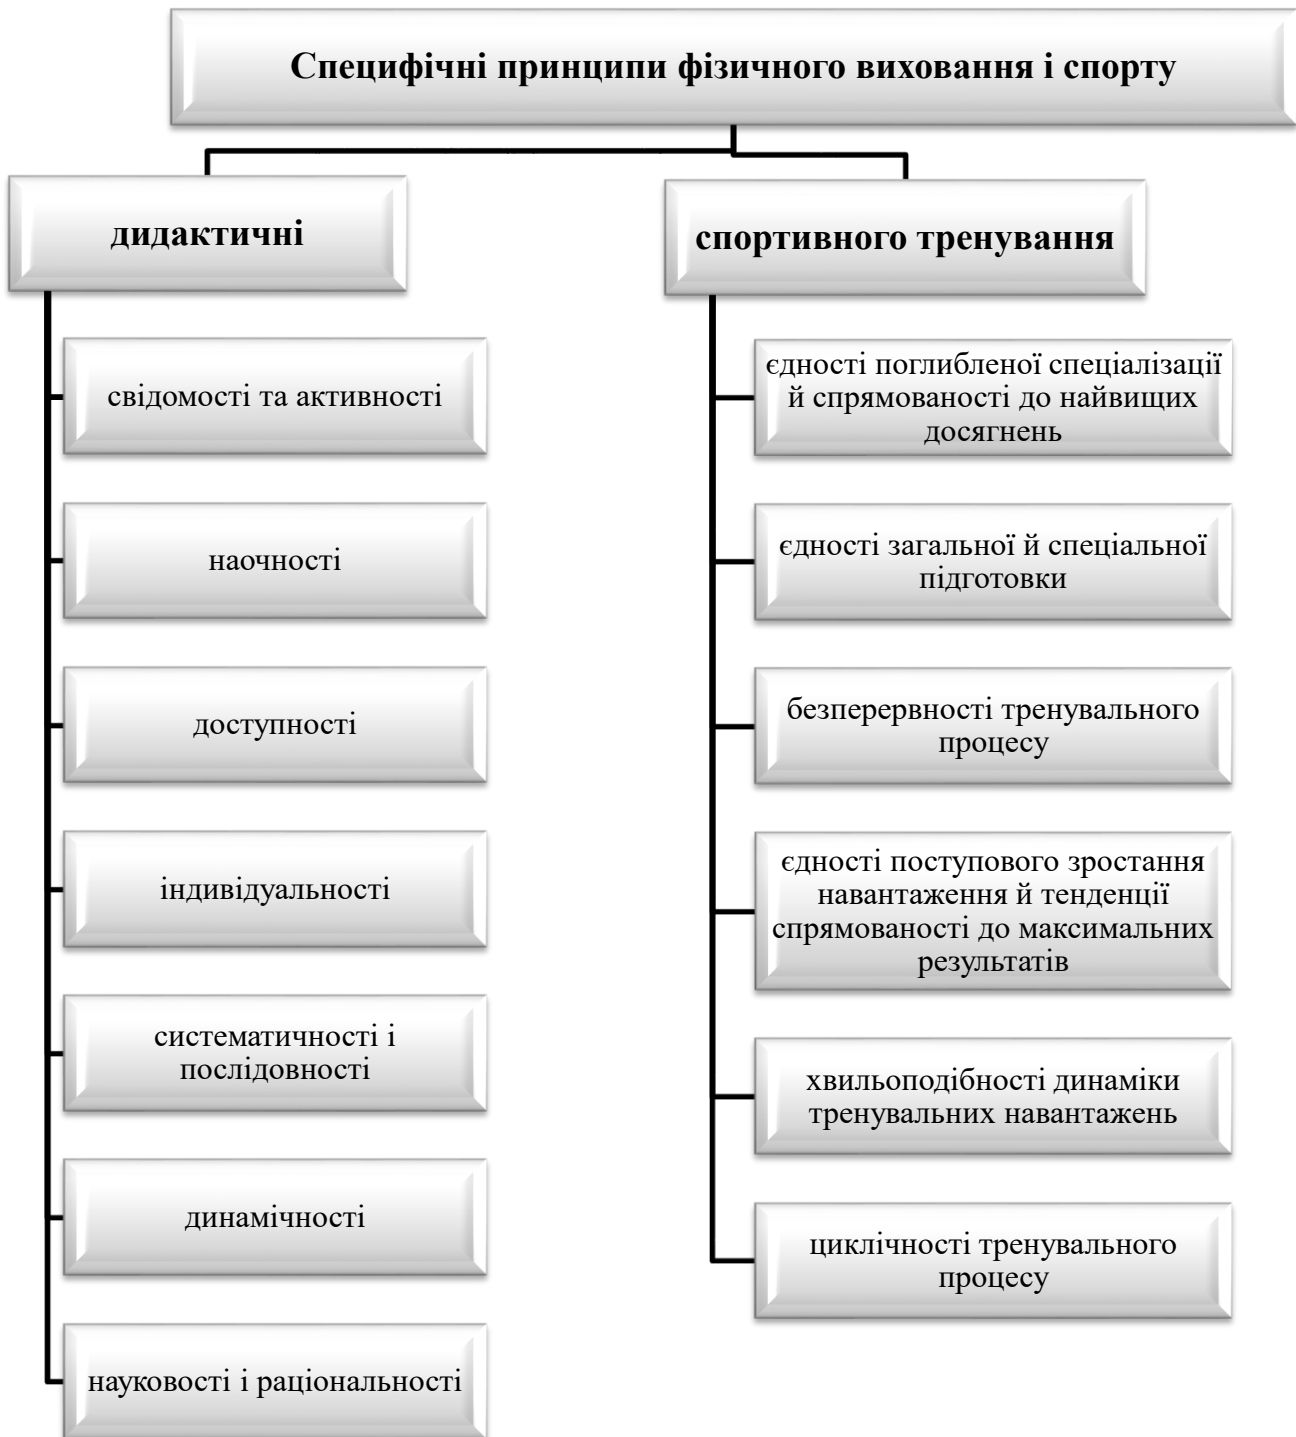 Специфічні принципи фізичного виховання і спорту
дидактичні
свідомості та активності
наочності
доступності
індивідуальності
систематичності і
послідовності
динамічності
науковості і раціональності
спортивного тренування
єдності поглибленої спеціалізації
й спрямованості до найвищих
досягнень
єдності загальної й спеціальної
підготовки
безперервності тренувального
процесу
єдності поступового зростання
навантаження й тенденції
спрямованості до максимальних
результатів
хвильоподібності динаміки
тренувальних навантажень
циклічності тренувального
процесу